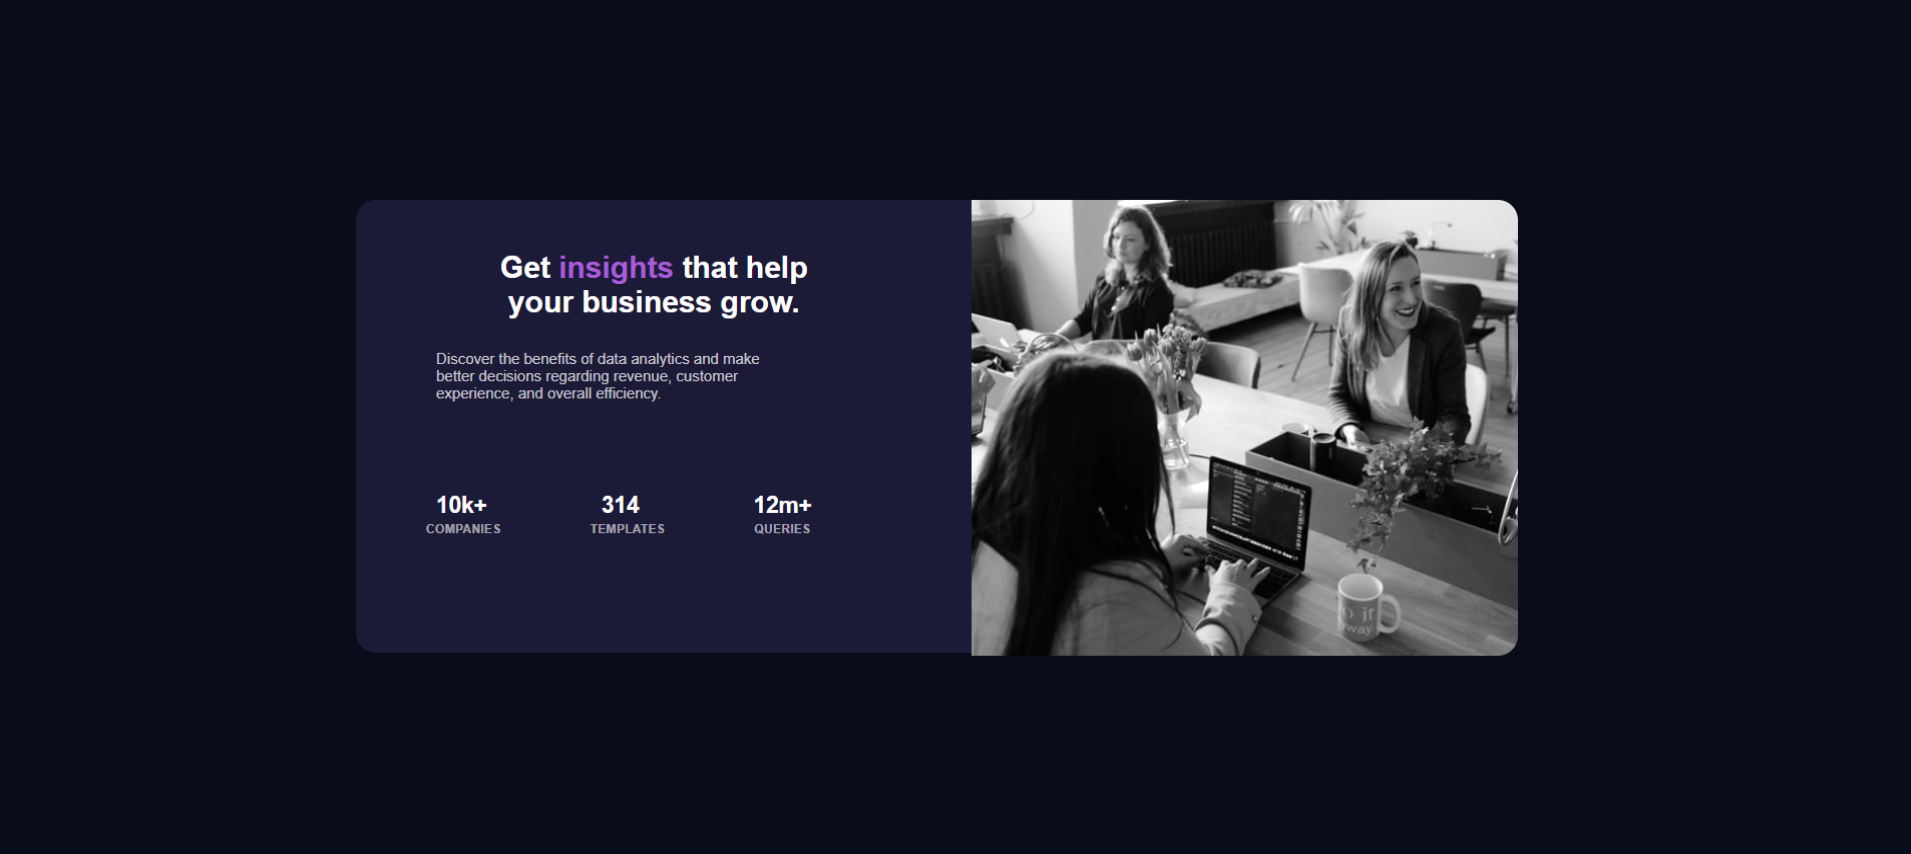 Get insights that help
your business grow.
Discover the benefits of data analytics and make
better decisions regarding revenue, customer
experience, and overall efficiency.
10k+ 314 12m+
COMPANIES TEMPLATES QUERIES